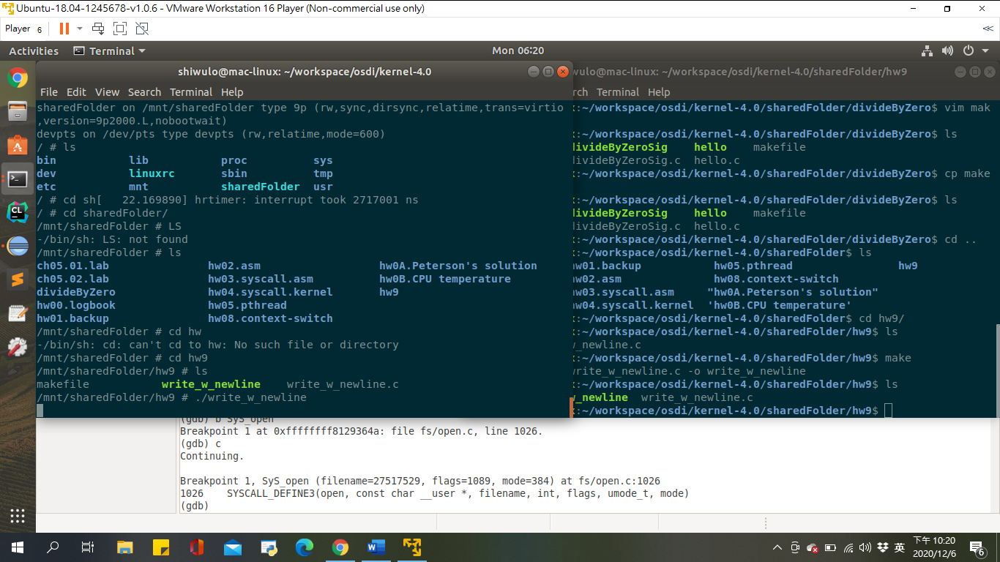 Ubuntu-18.04-1245678-v1.0.6 - VMware Workstation 16 Player (Non-commercial use only)
Player 6
Activities Terminal Mon 06:20
shiwulo@mac-linux: ~/workspace/osdi/kernel-4.0
File Edit View Search Terminal Help
sharedFolder on /mnt/sharedFolder type 9p (rw,sync,dirsync,relatime,trans=virtio
,version=9p2000.L,nobootwait)
devpts on /dev/pts type devpts (rw,relatime,mode=600)
/ # ls
bin lib proc sys
dev linuxrc sbin tmp
etc mnt sharedFolder usr
/ # cd sh[   22.169890] hrtimer: interrupt took 2717001 ns
/ # cd sharedFolder/
/mnt/sharedFolder # LS
-/bin/sh: LS: not found
/mnt/sharedFolder # ls
ch05.01.lab hw02.asm hw0A.Peterson's solution
ch05.02.lab hw03.syscall.asm hw0B.CPU temperature
divideByZero hw04.syscall.kernel hw9
hw00.logbook hw05.pthread
hw01.backup hw08.context-switch
/mnt/sharedFolder # cd hw
-/bin/sh: cd: can't cd to hw: No such file or directory
/mnt/sharedFolder # cd hw9
/mnt/sharedFolder/hw9 # ls
makefile write_w_newline write_w_newline.c
/mnt/sharedFolder/hw9 # ./write_w_newline
wulo@mac-linux: ~/workspace/osdi/kernel-4.0/sharedFolder/hw9
rch Terminal Help
:~/workspace/osdi/kernel-4.0/sharedFolder/divideByZero$ vim mak
:~/workspace/osdi/kernel-4.0/sharedFolder/divideByZero$ ls
divideByZeroSig hello makefile
divideByZeroSig.c hello.c
:~/workspace/osdi/kernel-4.0/sharedFolder/divideByZero$ cp make
:~/workspace/osdi/kernel-4.0/sharedFolder/divideByZero$ ls
divideByZeroSig hello makefile
divideByZeroSig.c hello.c
:~/workspace/osdi/kernel-4.0/sharedFolder/divideByZero$ cd ..
:~/workspace/osdi/kernel-4.0/sharedFolder$ ls
hw01.backup hw05.pthread hw9
hw02.asm hw08.context-switch
hw03.syscall.asm "hw0A.Peterson's solution"
hw04.syscall.kernel 'hw0B.CPU temperature'
:~/workspace/osdi/kernel-4.0/sharedFolder$ cd hw9/
:~/workspace/osdi/kernel-4.0/sharedFolder/hw9$ ls
w_newline.c
:~/workspace/osdi/kernel-4.0/sharedFolder/hw9$ make
write_w_newline.c -o write_w_newline
:~/workspace/osdi/kernel-4.0/sharedFolder/hw9$ ls
w_newline write_w_newline.c
:~/workspace/osdi/kernel-4.0/sharedFolder/hw9$
(gdb) b SyS_open
Breakpoint 1 at 0xffffffff8129364a: file fs/open.c, line 1026.
(gdb) c
Continuing.
Breakpoint 1, SyS_open (filename=27517529, flags=1089, mode=384) at fs/open.c:1026
1026 SYSCALL_DEFINE3(open, const char __user *, filename, int, flags, umode_t, mode)
(gdb)
英
下午 10:20
2020/12/6
6